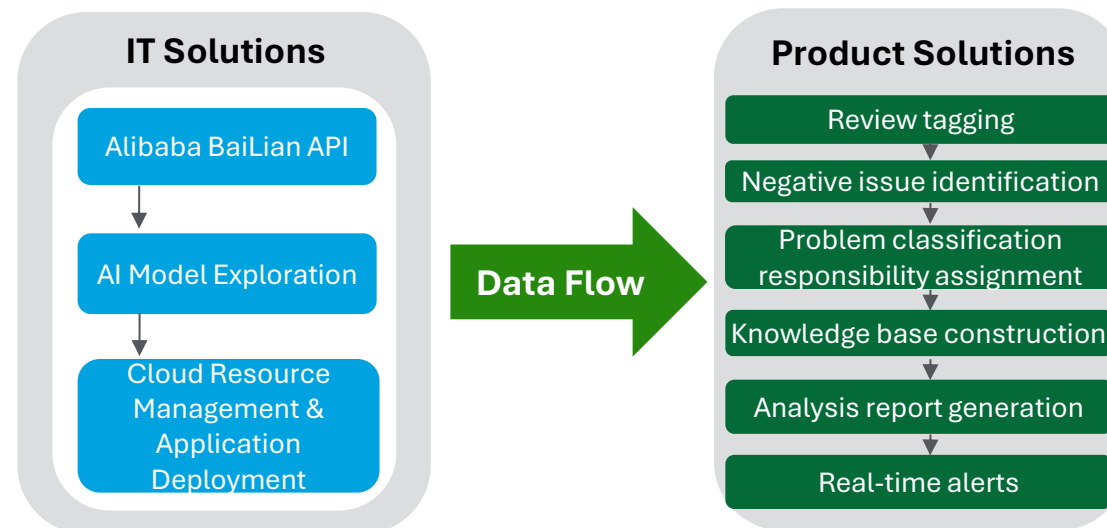 IT Solutions
Alibaba BaiLian API
AI Model Exploration
Cloud Resource
Management &
Application
Deployment
Data Flow
Product Solutions
Review tagging
Negative issue identification
Problem classification
responsibility assignment
Knowledge base construction
Analysis report generation
Real-time alerts